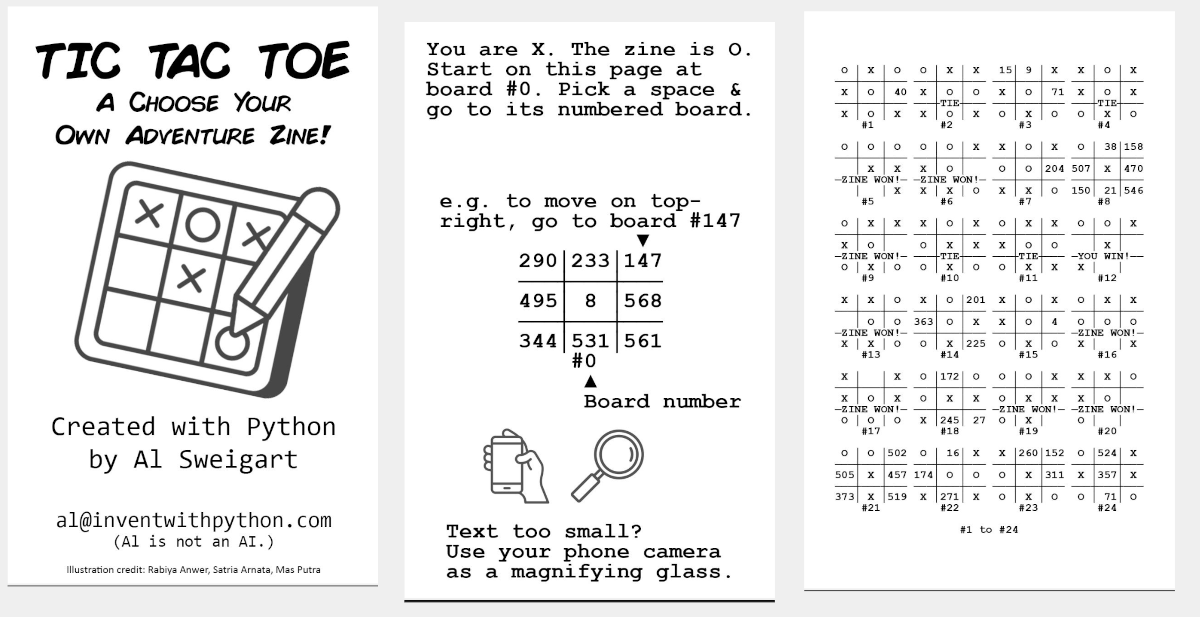 TIC TAC TOE
A CHOOSE YOUR
OWN ADVENTURE ZINE!
Created with Python
by Al Sweigart
al@inventwithpython.com
(Al is not an AI.)
Illustration credit: Rabiya Anwer, Satria Arnata, Mas Putra
You are X. The zine is O.
Start on this page at
board #0. Pick a space &
go to its numbered board.
e.g. to move on top-
right, go to board #147
▼
290 233 147
495 8 568
344 531 561
#0
▲
Board number
Text too small?
Use your phone camera
as a magnifying glass.
O X O O X X 15 9 X X O X
X O 40 X O O X O 71 X O X
TIE TIE
X O X X O X O X O O X O
#1 #2 #3 #4
O O O O O X X O X O 38 158
X X X O O O 204 507 X 470
—ZINE WON!— —ZINE WON!—
X X X O X X O 150 21 546
#5 #6 #7 #8
O X X O X O O X X O X
X O O X X X O O X
—ZINE WON!— TIE TIE —YOU WIN!—
O X O X O X O X X X
#9 #10 #11 #12
X X O X O 201 X O X O X X
O O 363 O X X O 4 O O O
—ZINE WON!— —ZINE WON!—
X X O O X 225 O X O X X
#13 #14 #15 #16
X X O 172 O O O X X X O
X O X X X O X O X X O X
—ZINE WON!— —ZINE WON!— —ZINE WON!—
O O O X 245 27 O X O
#17 #18 #19 #20
O O 502 O 16 X X 260 152 O 524 X
505 X 457 174 O O O X 311 X 357 X
373 X 519 X 271 X O X O O 71 O
#21 #22 #23 #24
#1 to #24